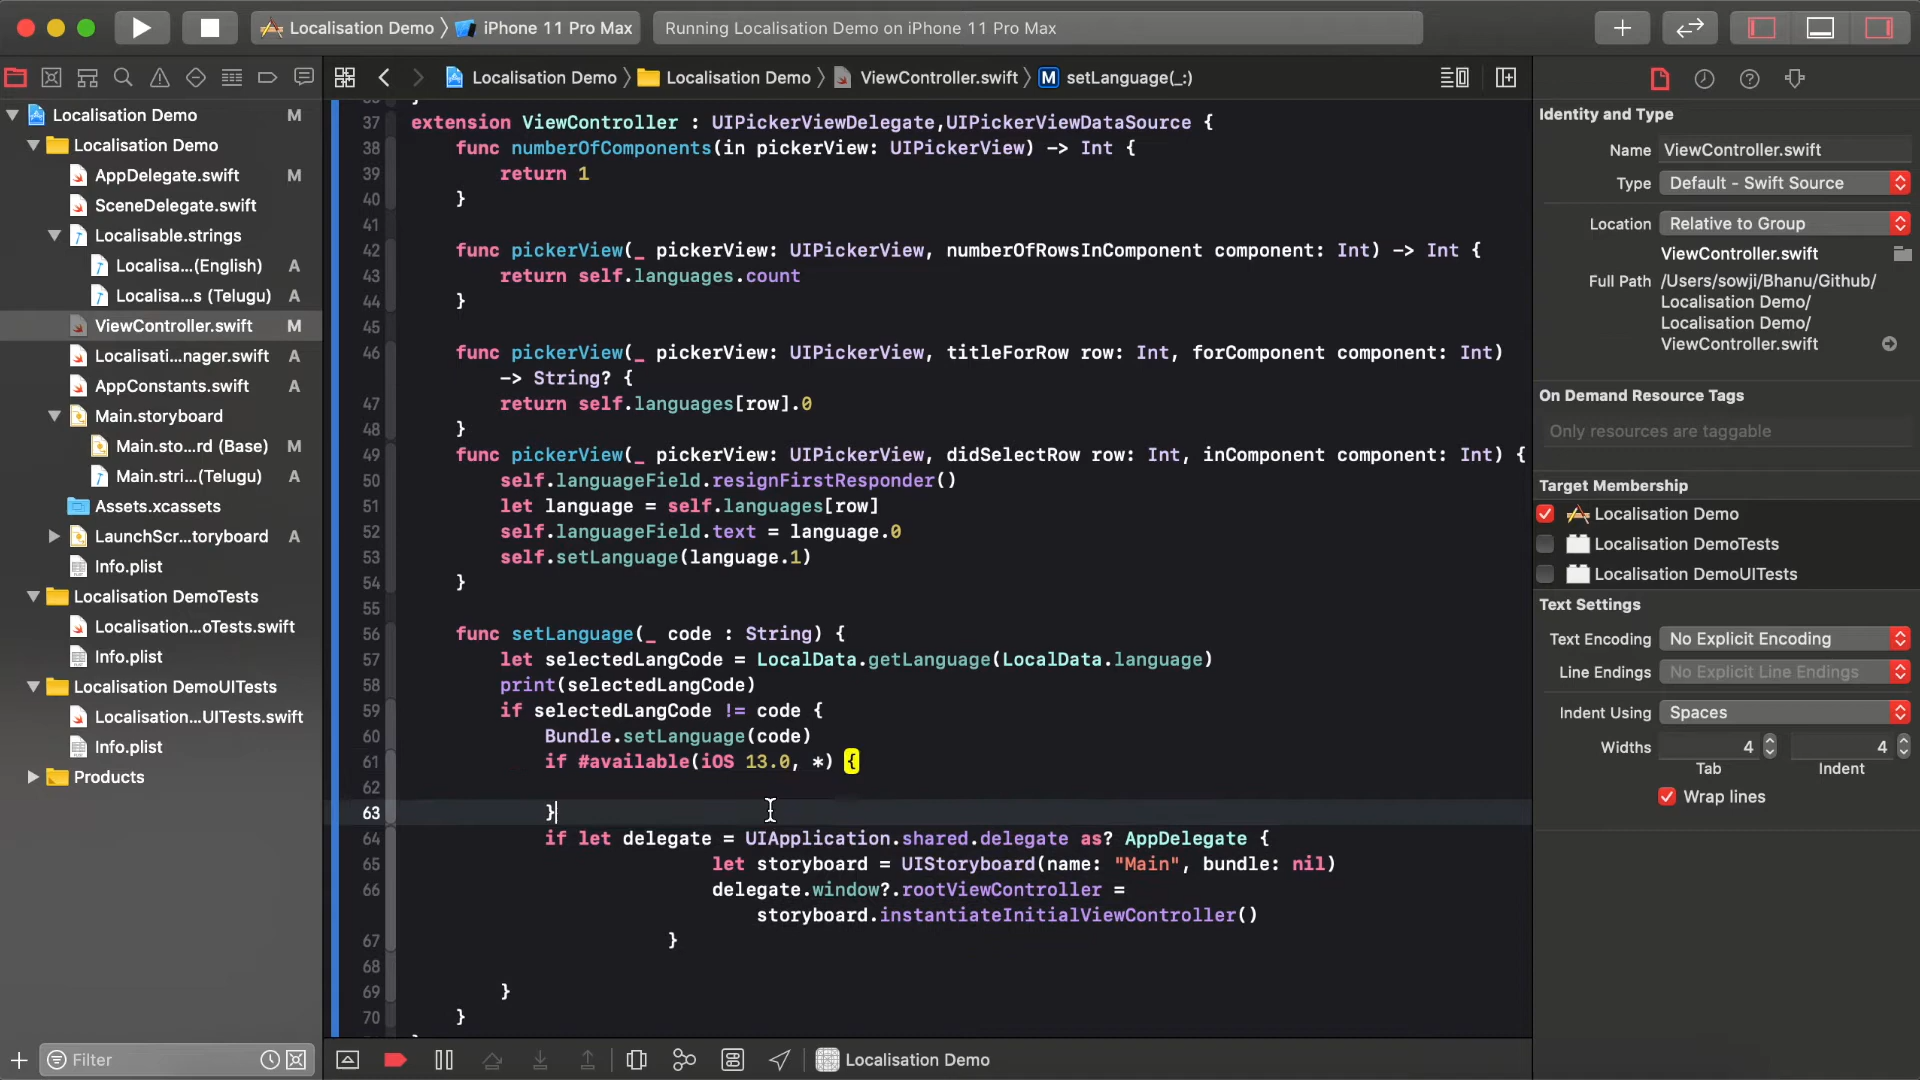 Localisation Demo
iPhone 11 Pro Max
Running Localisation Demo on iPhone 11 Pro Max
Localisation Demo
Localisation Demo
ViewController.swift
M
setLanguage(_:)
Localisation Demo M
Localisation Demo
AppDelegate.swift M
SceneDelegate.swift
Localisable.strings
Localisa...(English) A
Localisa...s (Telugu) A
ViewController.swift M
Localisati...nager.swift A
AppConstants.swift A
Main.storyboard
Main.sto...rd (Base) M
Main.stri...(Telugu) A
Assets.xcassets
LaunchScr...toryboard A
Info.plist
Localisation DemoTests
Localisation...oTests.swift
Info.plist
Localisation DemoUITests
Localisation...UITests.swift
Info.plist
Products
Filter
37 extension ViewController : UIPickerViewDelegate,UIPickerViewDataSource {
38 func numberOfComponents(in pickerView: UIPickerView) -> Int {
39 return 1
40 }
41
42 func pickerView(_ pickerView: UIPickerView, numberOfRowsInComponent component: Int) -> Int {
43 return self.languages.count
44 }
45
46 func pickerView(_ pickerView: UIPickerView, titleForRow row: Int, forComponent component: Int)
-> String? {
47 return self.languages[row].0
48 }
49 func pickerView(_ pickerView: UIPickerView, didSelectRow row: Int, inComponent component: Int) {
50 self.languageField.resignFirstResponder()
51 let language = self.languages[row]
52 self.languageField.text = language.0
53 self.setLanguage(language.1)
54 }
55
56 func setLanguage(_ code : String) {
57 let selectedLangCode = LocalData.getLanguage(LocalData.language)
58 print(selectedLangCode)
59 if selectedLangCode != code {
60 Bundle.setLanguage(code)
61 if #available(iOS 13.0, *) {
62
63 }
64 if let delegate = UIApplication.shared.delegate as? AppDelegate {
65 let storyboard = UIStoryboard(name: "Main", bundle: nil)
66 delegate.window?.rootViewController =
storyboard.instantiateInitialViewController()
67 }
68
69 }
70 }
Localisation Demo
Identity and Type
Name ViewController.swift
Type Default - Swift Source
Location Relative to Group
ViewController.swift
Full Path /Users/sowji/Bhanu/Github/
Localisation Demo/
Localisation Demo/
ViewController.swift
On Demand Resource Tags
Only resources are taggable
Target Membership
Localisation Demo
Localisation DemoTests
Localisation DemoUITests
Text Settings
Text Encoding No Explicit Encoding
Line Endings No Explicit Line Endings
Indent Using Spaces
Widths 4 4
Tab Indent
Wrap lines